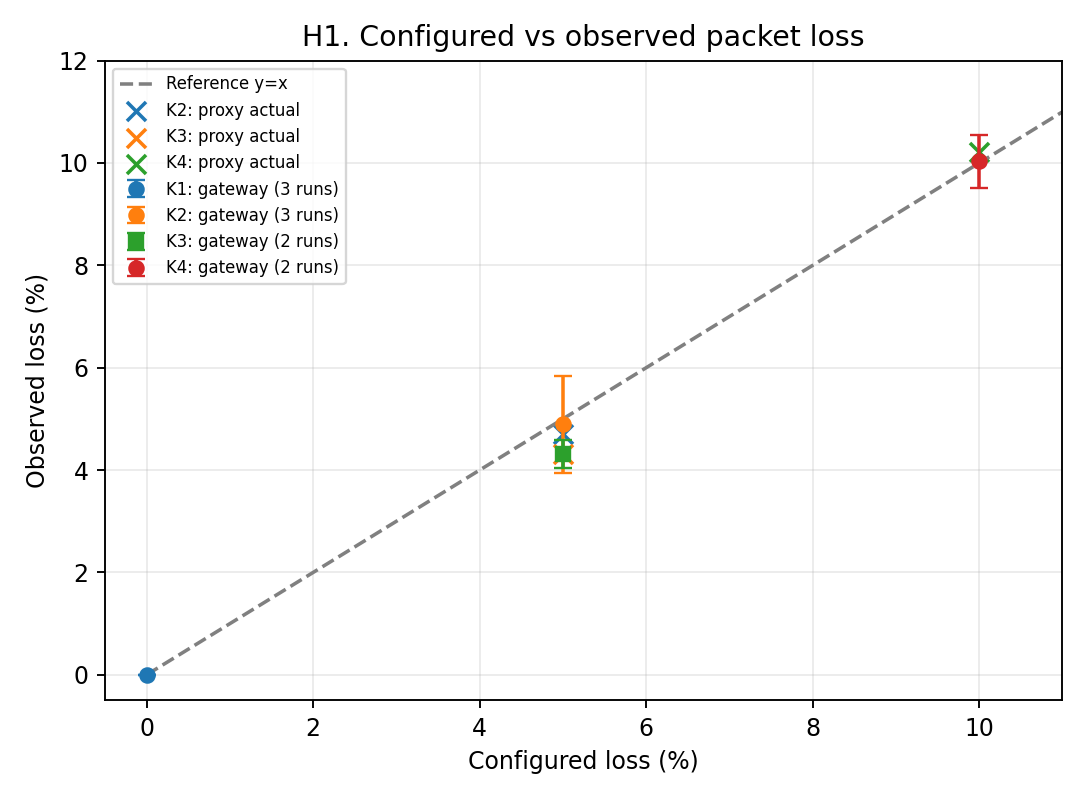 H1. Configured vs observed packet loss
Reference y=x
K2: proxy actual
K3: proxy actual
K4: proxy actual
K1: gateway (3 runs)
K2: gateway (3 runs)
K3: gateway (2 runs)
K4: gateway (2 runs)
Observed loss (%)
12
10
8
6
4
2
0
0 2 4 6 8 10
Configured loss (%)